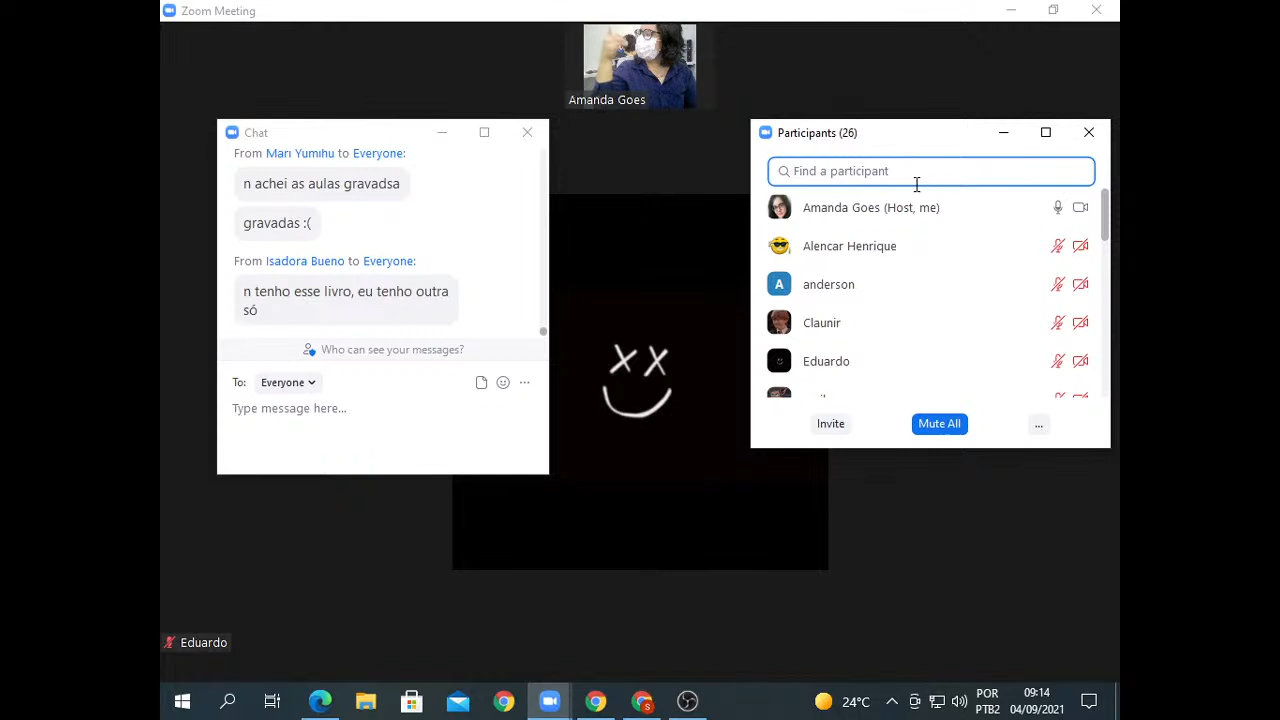 Zoom Meeting
Amanda Goes
Chat
From Mari Yumihu to Everyone:
n achei as aulas gravadsa
gravadas :(
From Isadora Bueno to Everyone:
n tenho esse livro, eu tenho outra
só
Who can see your messages?
To: Everyone
Type message here...
Participants (26)
Find a participant
Amanda Goes (Host, me)
Alencar Henrique
A anderson
Claunir
Eduardo
Invite
Mute All
...
Eduardo
S
24°C
POR
PTB2
09:14
04/09/2021